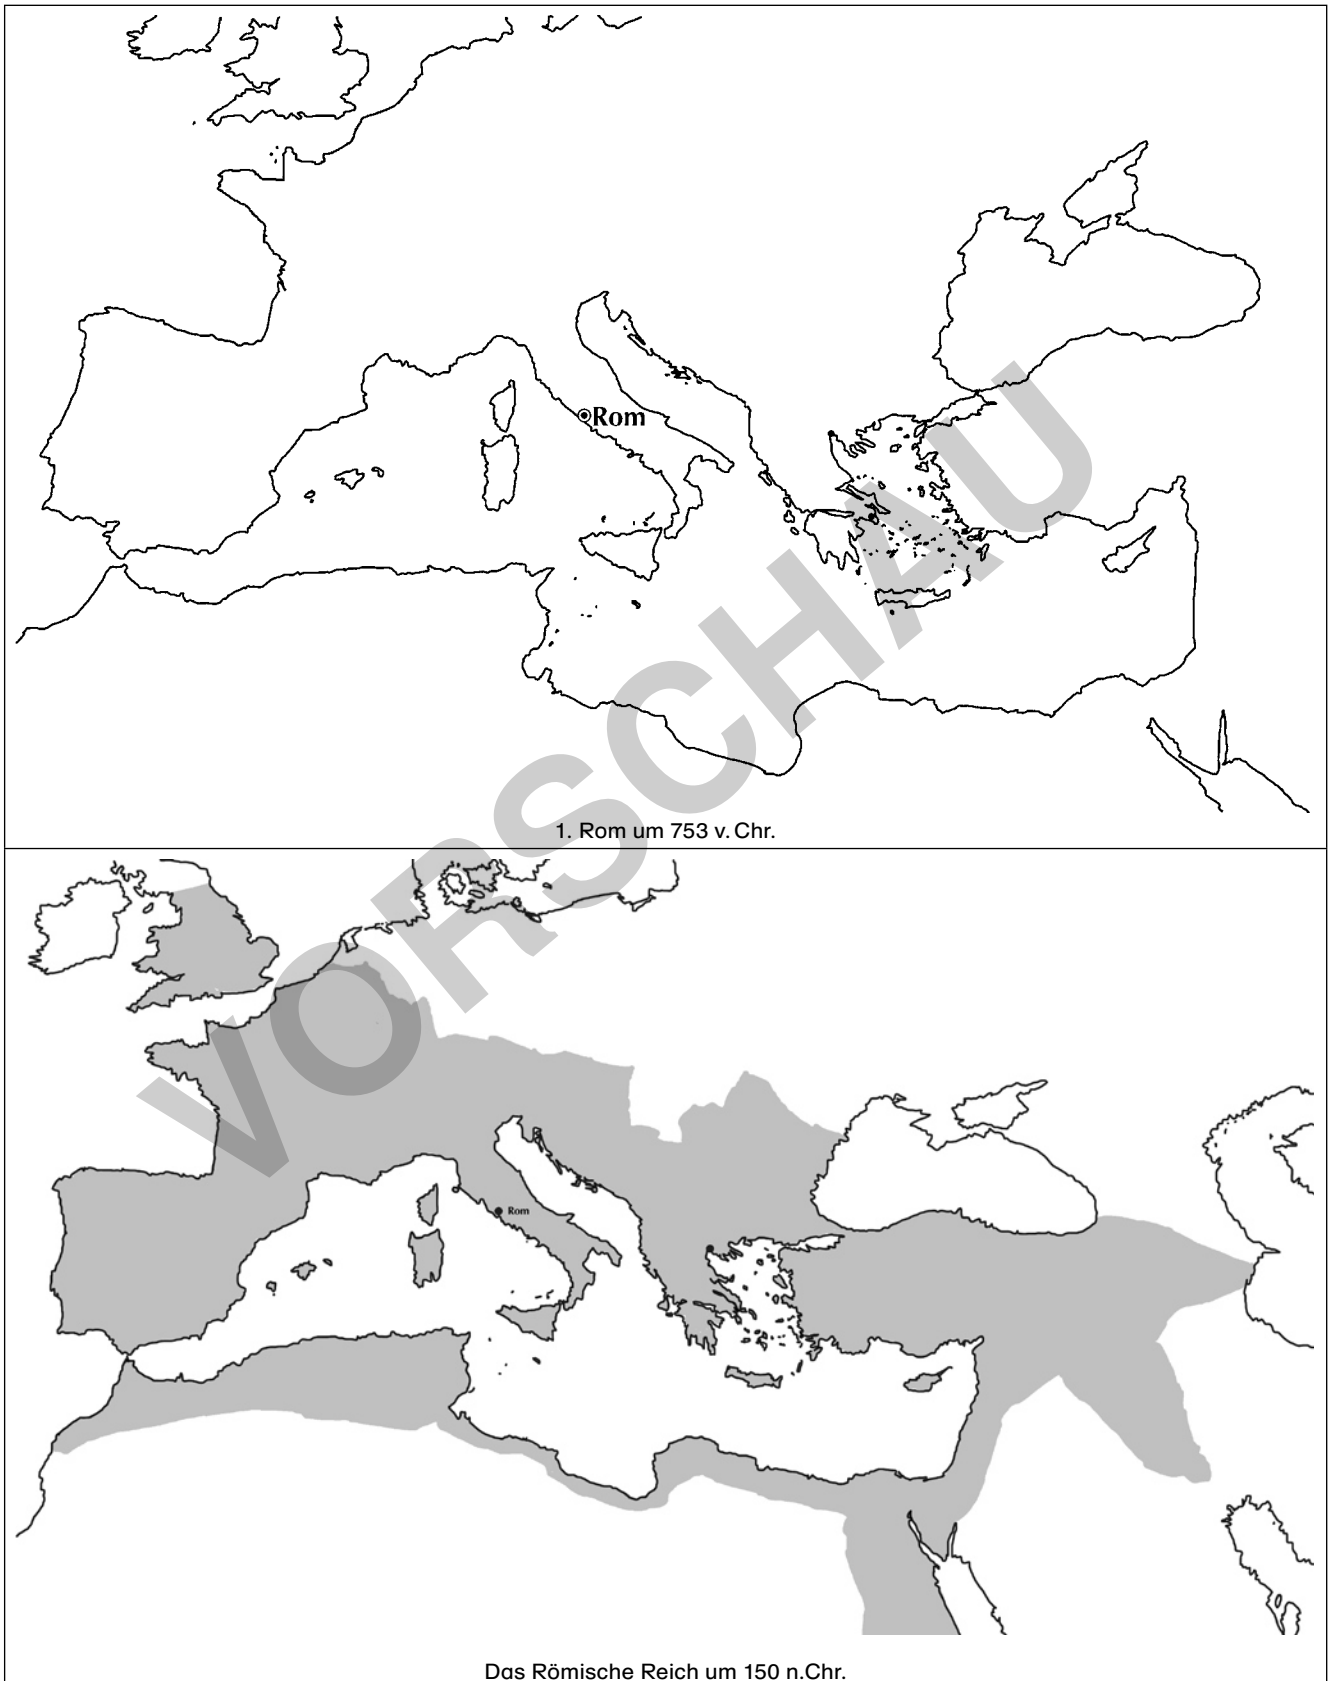 Rom
1. Rom um 753 v. Chr.
VORSCHAU
Rom
Das Römische Reich um 150 n.Chr.